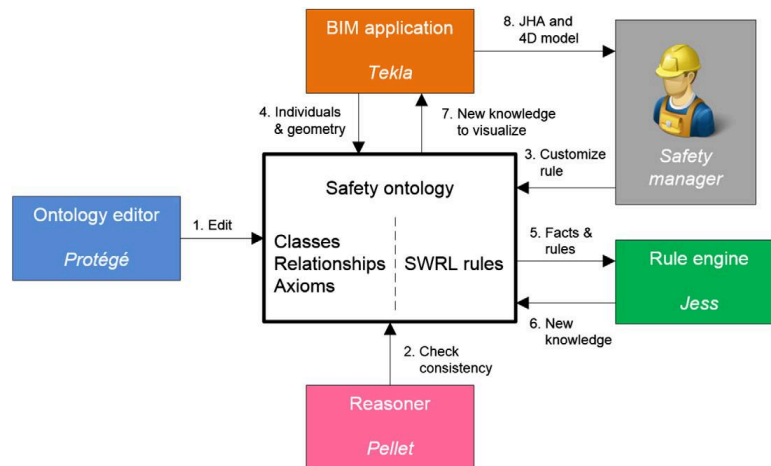 BIM application
Tekla
8. JHA and
4D model
4. Individuals
& geometry
7. New knowledge
to visualize
Safety
manager
3. Customize
rule
Safety ontology
Ontology editor
Protégé
1. Edit
Classes
Relationships
Axioms
SWRL rules
5. Facts &
rules
Rule engine
Jess
6. New
knowledge
2. Check
consistency
Reasoner
Pellet